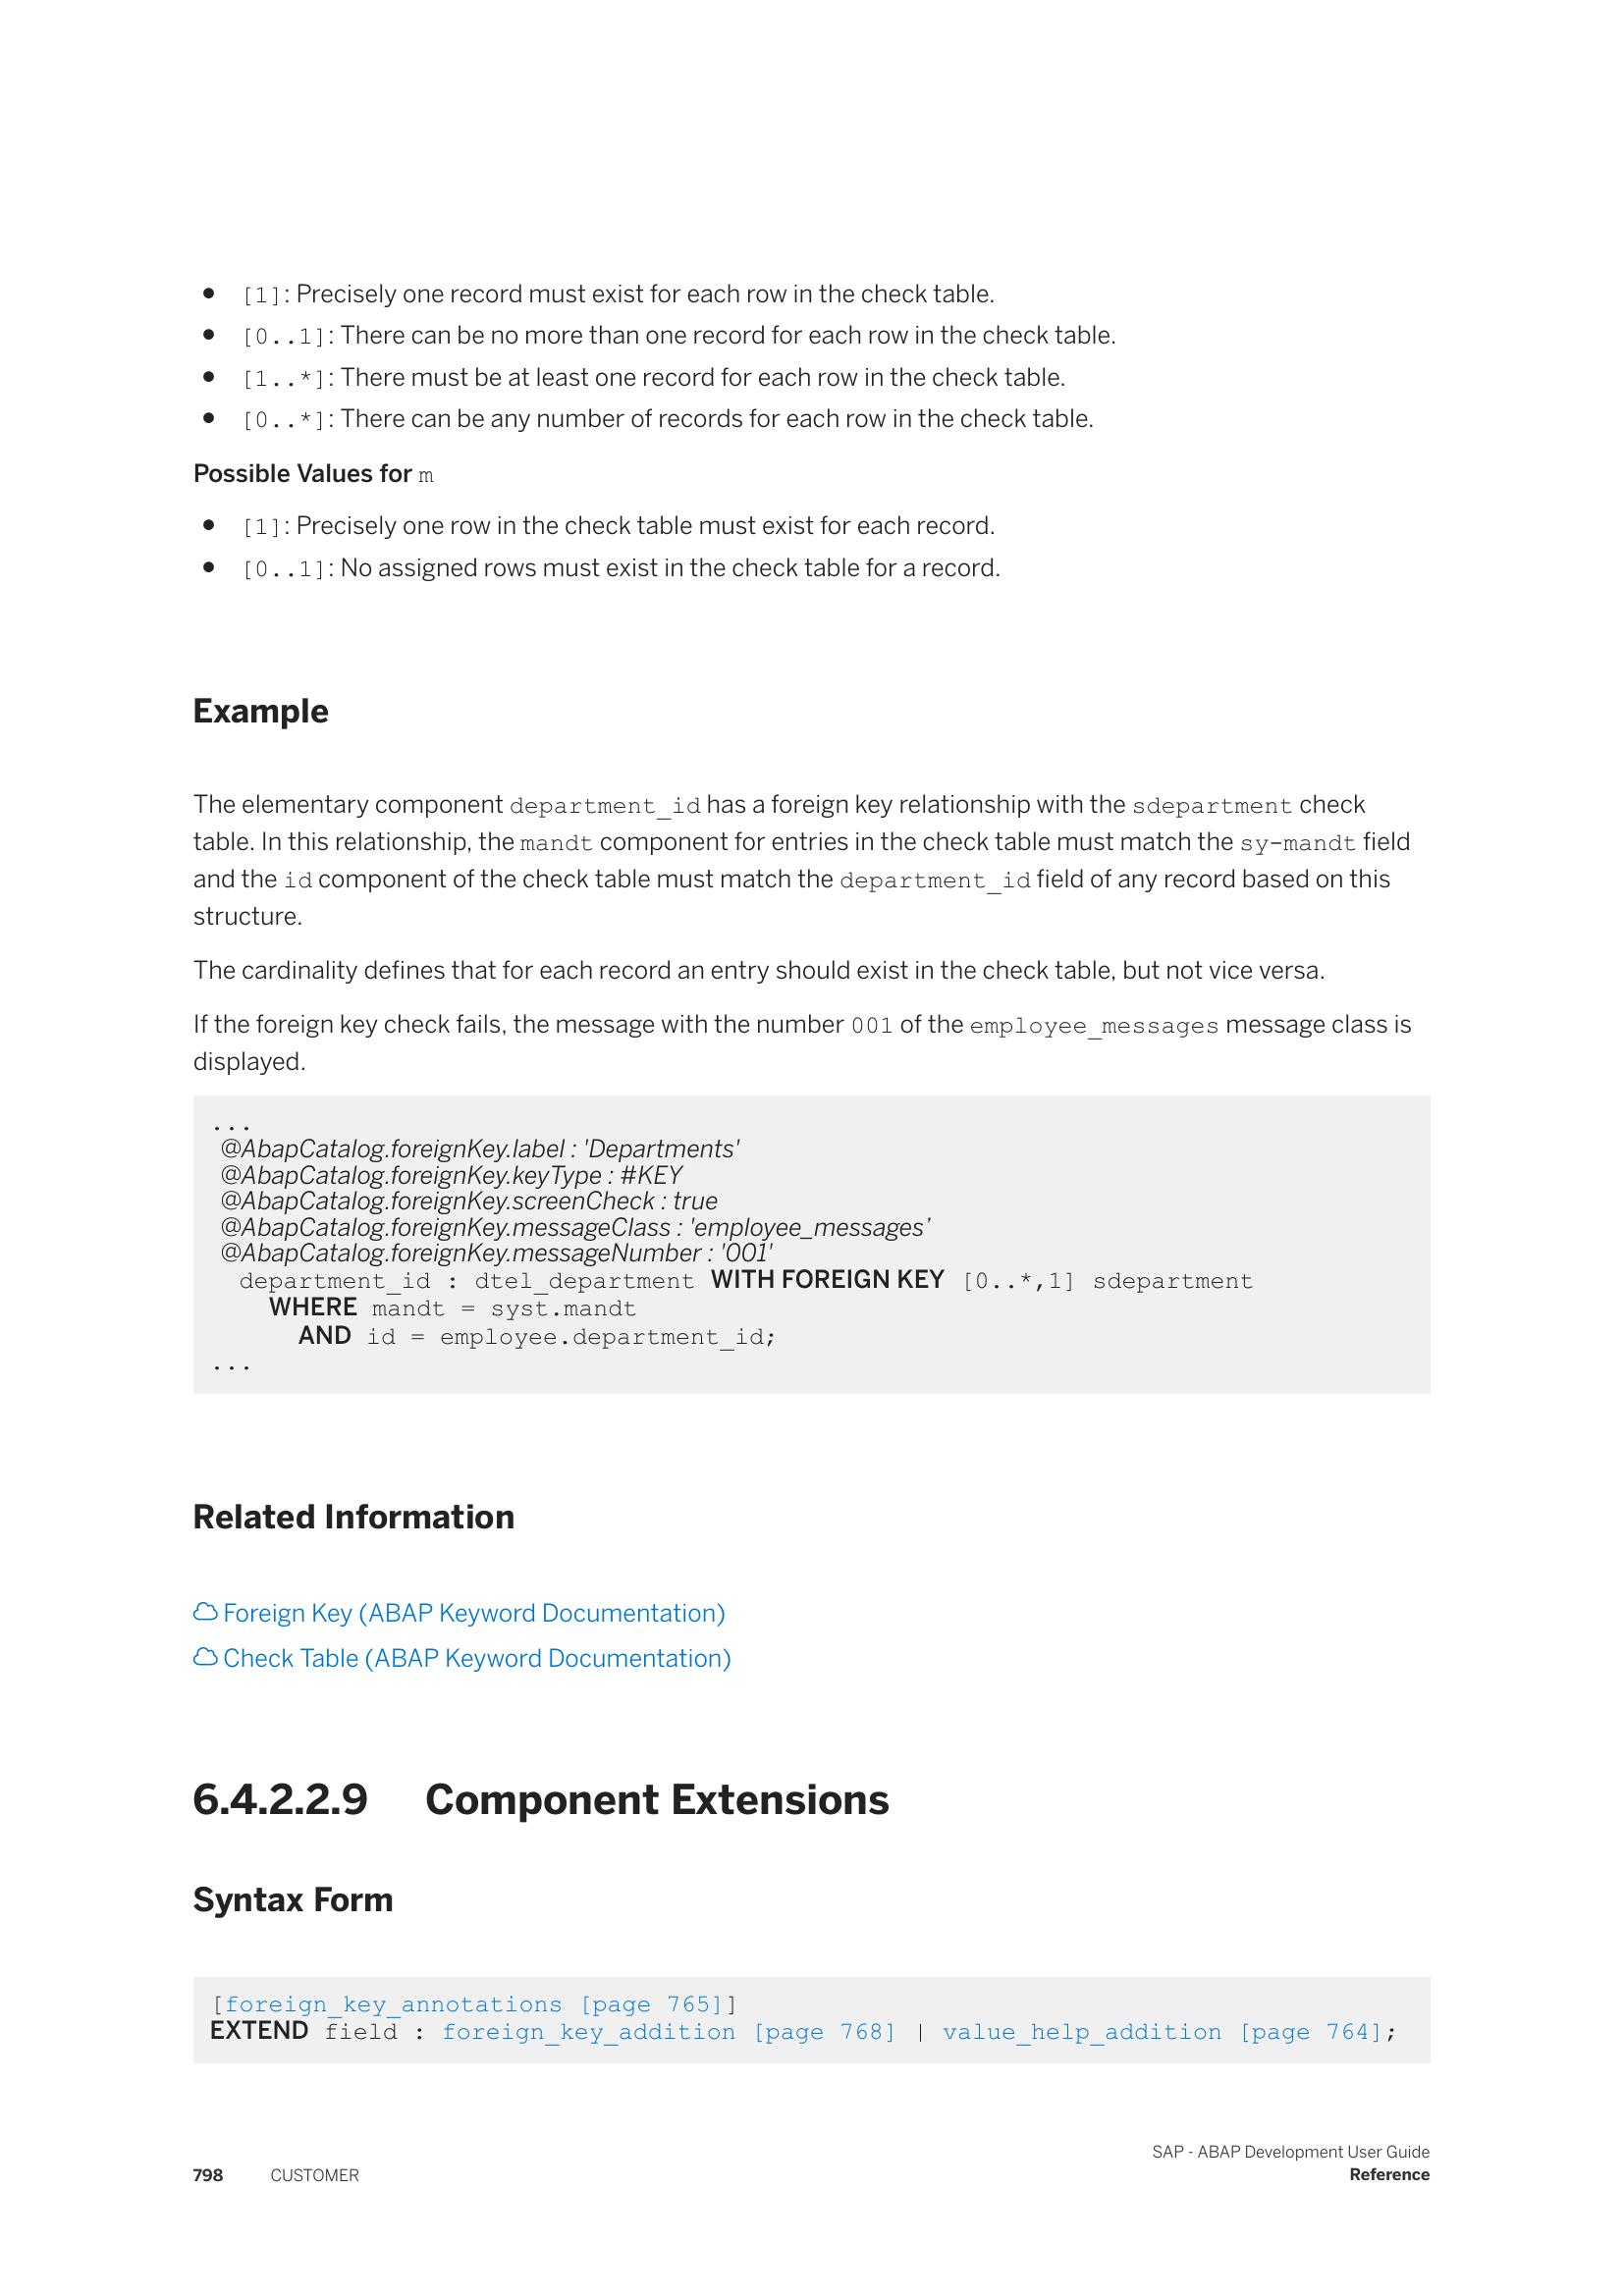 • [1]: Precisely one record must exist for each row in the check table.
• [0..1]: There can be no more than one record for each row in the check table.
• [1..*]: There must be at least one record for each row in the check table.
• [0..*]: There can be any number of records for each row in the check table.
Possible Values for m
• [1]: Precisely one row in the check table must exist for each record.
• [0..1]: No assigned rows must exist in the check table for a record.
Example
The elementary component department_id has a foreign key relationship with the sdepartment check
table. In this relationship, the mandt component for entries in the check table must match the sy-mandt field
and the id component of the check table must match the department_id field of any record based on this
structure.
The cardinality defines that for each record an entry should exist in the check table, but not vice versa.
If the foreign key check fails, the message with the number 001 of the employee_messages message class is
displayed.
...
@AbapCatalog.foreignKey.label : 'Departments'
@AbapCatalog.foreignKey.keyType : #KEY
@AbapCatalog.foreignKey.screenCheck : true
@AbapCatalog.foreignKey.messageClass : 'employee_messages’
@AbapCatalog.foreignKey.messageNumber : '001'
department_id : dtel_department WITH FOREIGN KEY [0..*,1] sdepartment
WHERE mandt = syst.mandt
AND id = employee.department_id;
...
Related Information
Foreign Key (ABAP Keyword Documentation)
Check Table (ABAP Keyword Documentation)
6.4.2.2.9 Component Extensions
Syntax Form
[foreign_key_annotations [page 765]]
EXTEND field : foreign_key_addition [page 768] | value_help_addition [page 764];
SAP - ABAP Development User Guide
798 CUSTOMER Reference